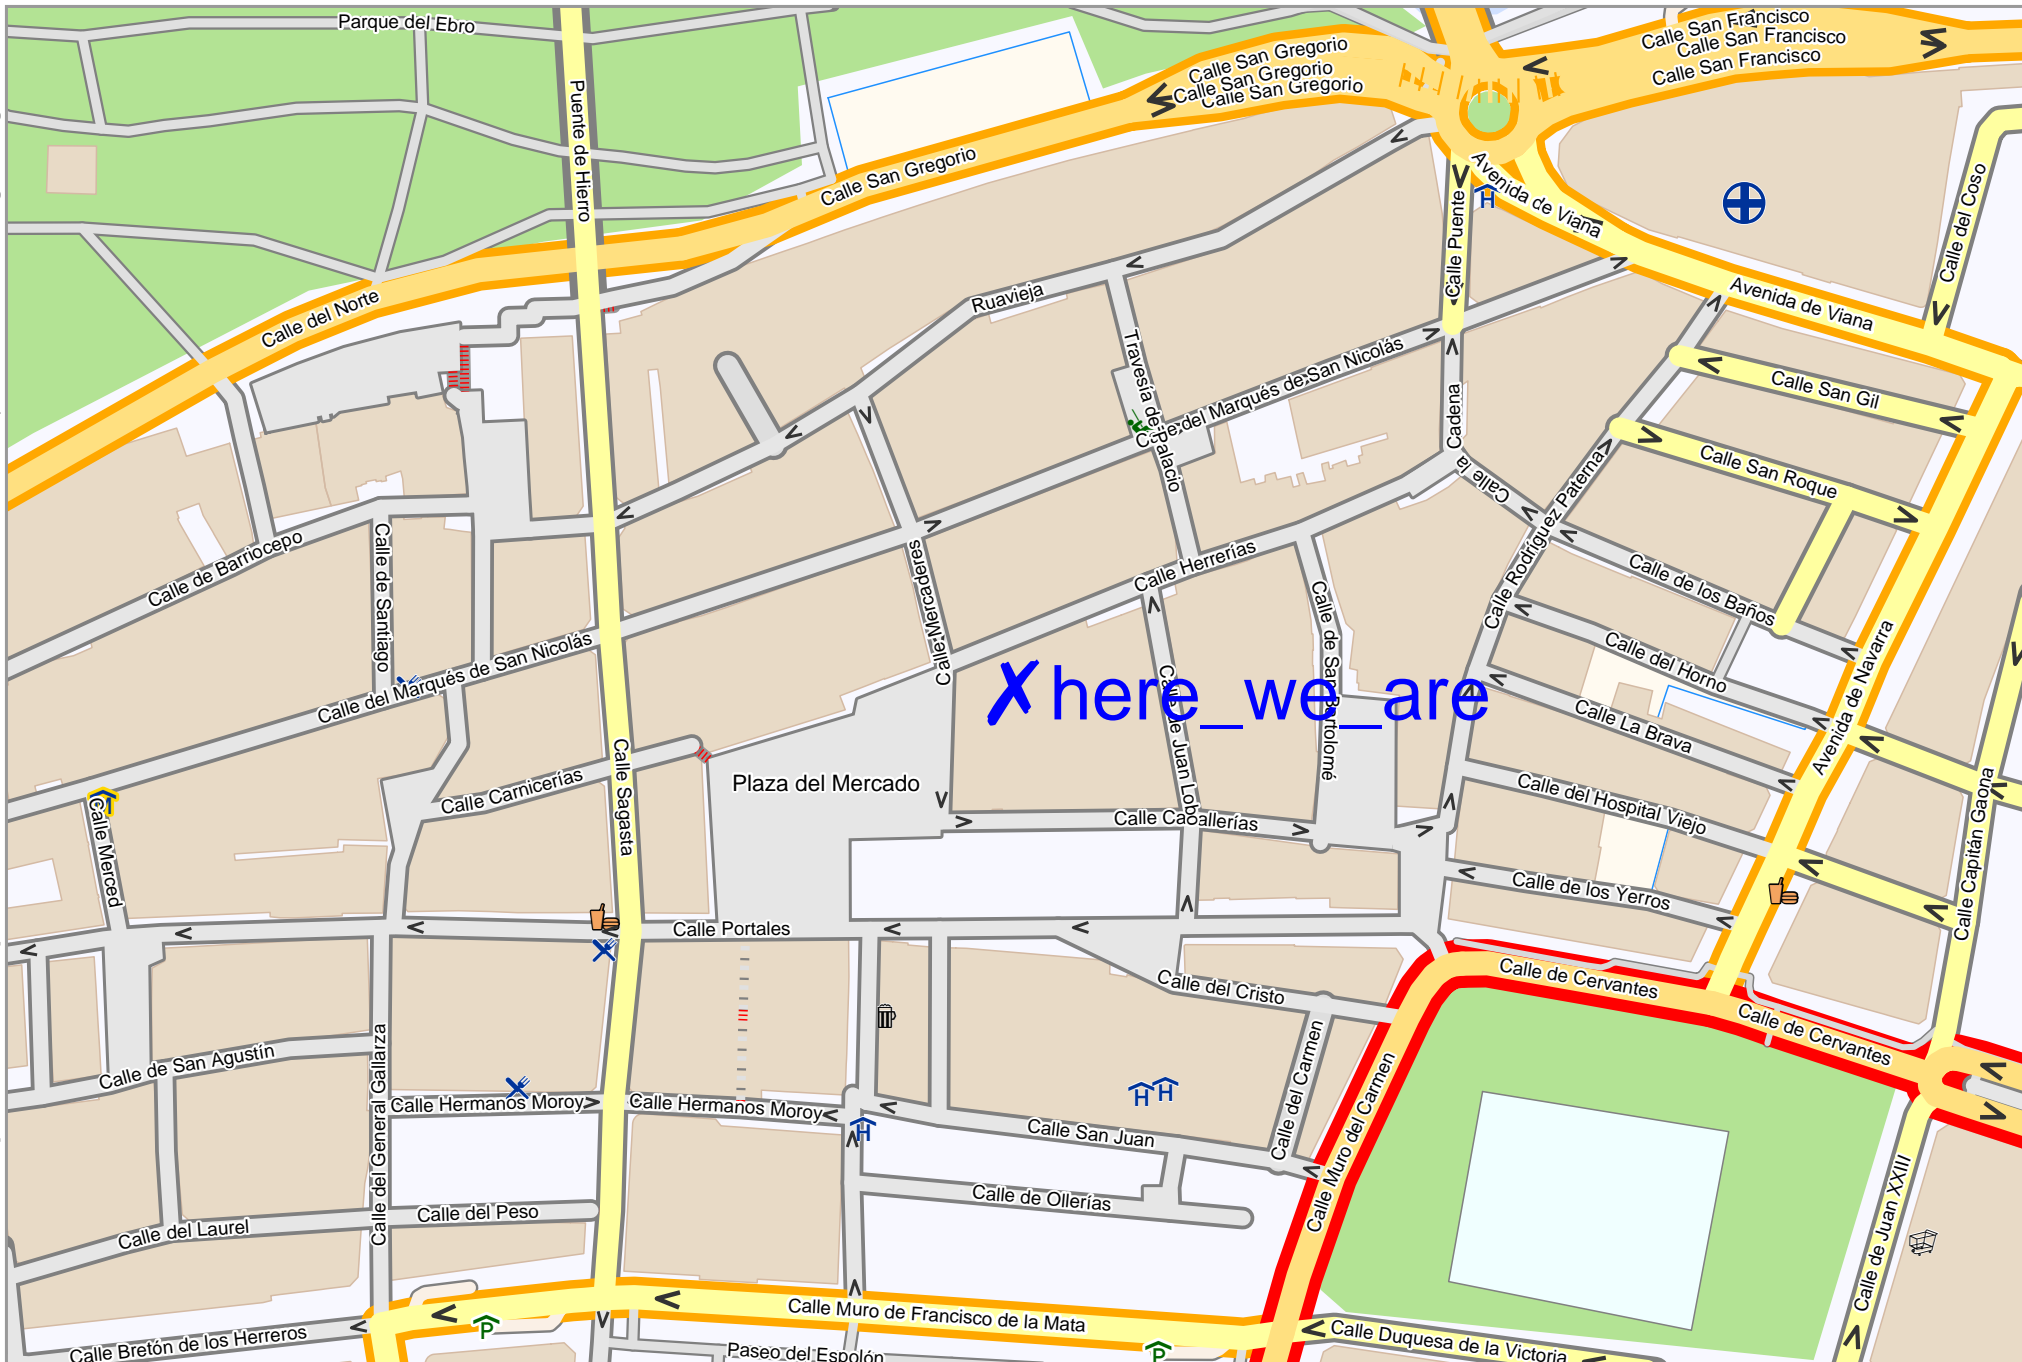 Parque del Ebro
Puente de Hierro
Calle San Gregorio
Calle San Gregorio
Calle San Gregorio
Calle San Francisco
Calle San Francisco
Calle San Francisco
Calle San Gregorio
Avenida de Viana
H
Calle Puente
Calle del Coso
Calle del Norte
Ruavieja
Avenida de Viana
Travesía del Palacio
Calle del Marqués de San Nicolás
Calle San Gil
Calle la Cadena
Calle San Roque
Calle Rodríguez Paterna
Calle de Barriocepo
Calle de Santiago
Calle Mercaderes
Calle Herrerías
Calle de los Baños
Calle de San Bartolomé
Calle del Marqués de San Nicolás
Calle del Horno
Avenida de Navarra
✗here_we_are
Calle de Juan Lobo
Calle La Brava
Calle Sagasta
Plaza del Mercado
Calle Carnicerías
Calle Merced
Calle Caballerías
Calle del Hospital Viejo
Calle Capitán Gaona
Calle de los Yerros
Calle Portales
Calle de Cervantes
Calle del Cristo
Calle de Cervantes
Calle de San Agustín
Calle del General Gallarza
Calle del Carmen
Calle Muro del Carmen
H
H
Calle Hermanos Moroy
Calle Hermanos Moroy
H
Calle San Juan
Calle de Ollerías
Calle del Peso
Calle del Laurel
Calle de Juan XXIII
Calle Muro de Francisco de la Mata
P
Calle Bretón de los Herreros
Paseo del Espolón
P
Calle Duquesa de la Victoria